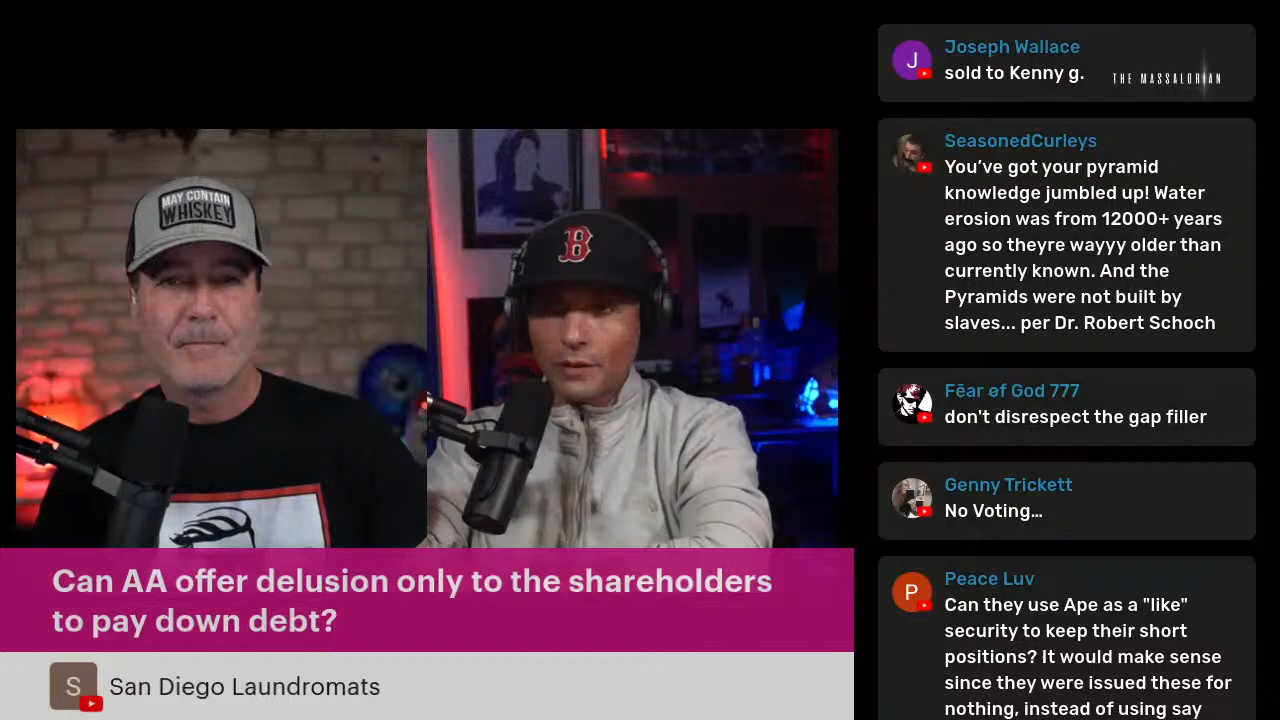 MAY CONTAIN
WHISKEY
B
Can AA offer delusion only to the shareholders
to pay down debt?
S
San Diego Laundromats
J
Joseph Wallace
sold to Kenny g.
THE MASSALORIAN
SeasonedCurleys
You’ve got your pyramid
knowledge jumbled up! Water
erosion was from 12000+ years
ago so theyre wayyy older than
currently known. And the
Pyramids were not built by
slaves... per Dr. Robert Schoch
Fēar ɵf God 777
don't disrespect the gap filler
Genny Trickett
No Voting…
P
Peace Luv
Can they use Ape as a "like"
security to keep their short
positions? It would make sense
since they were issued these for
nothing, instead of using say